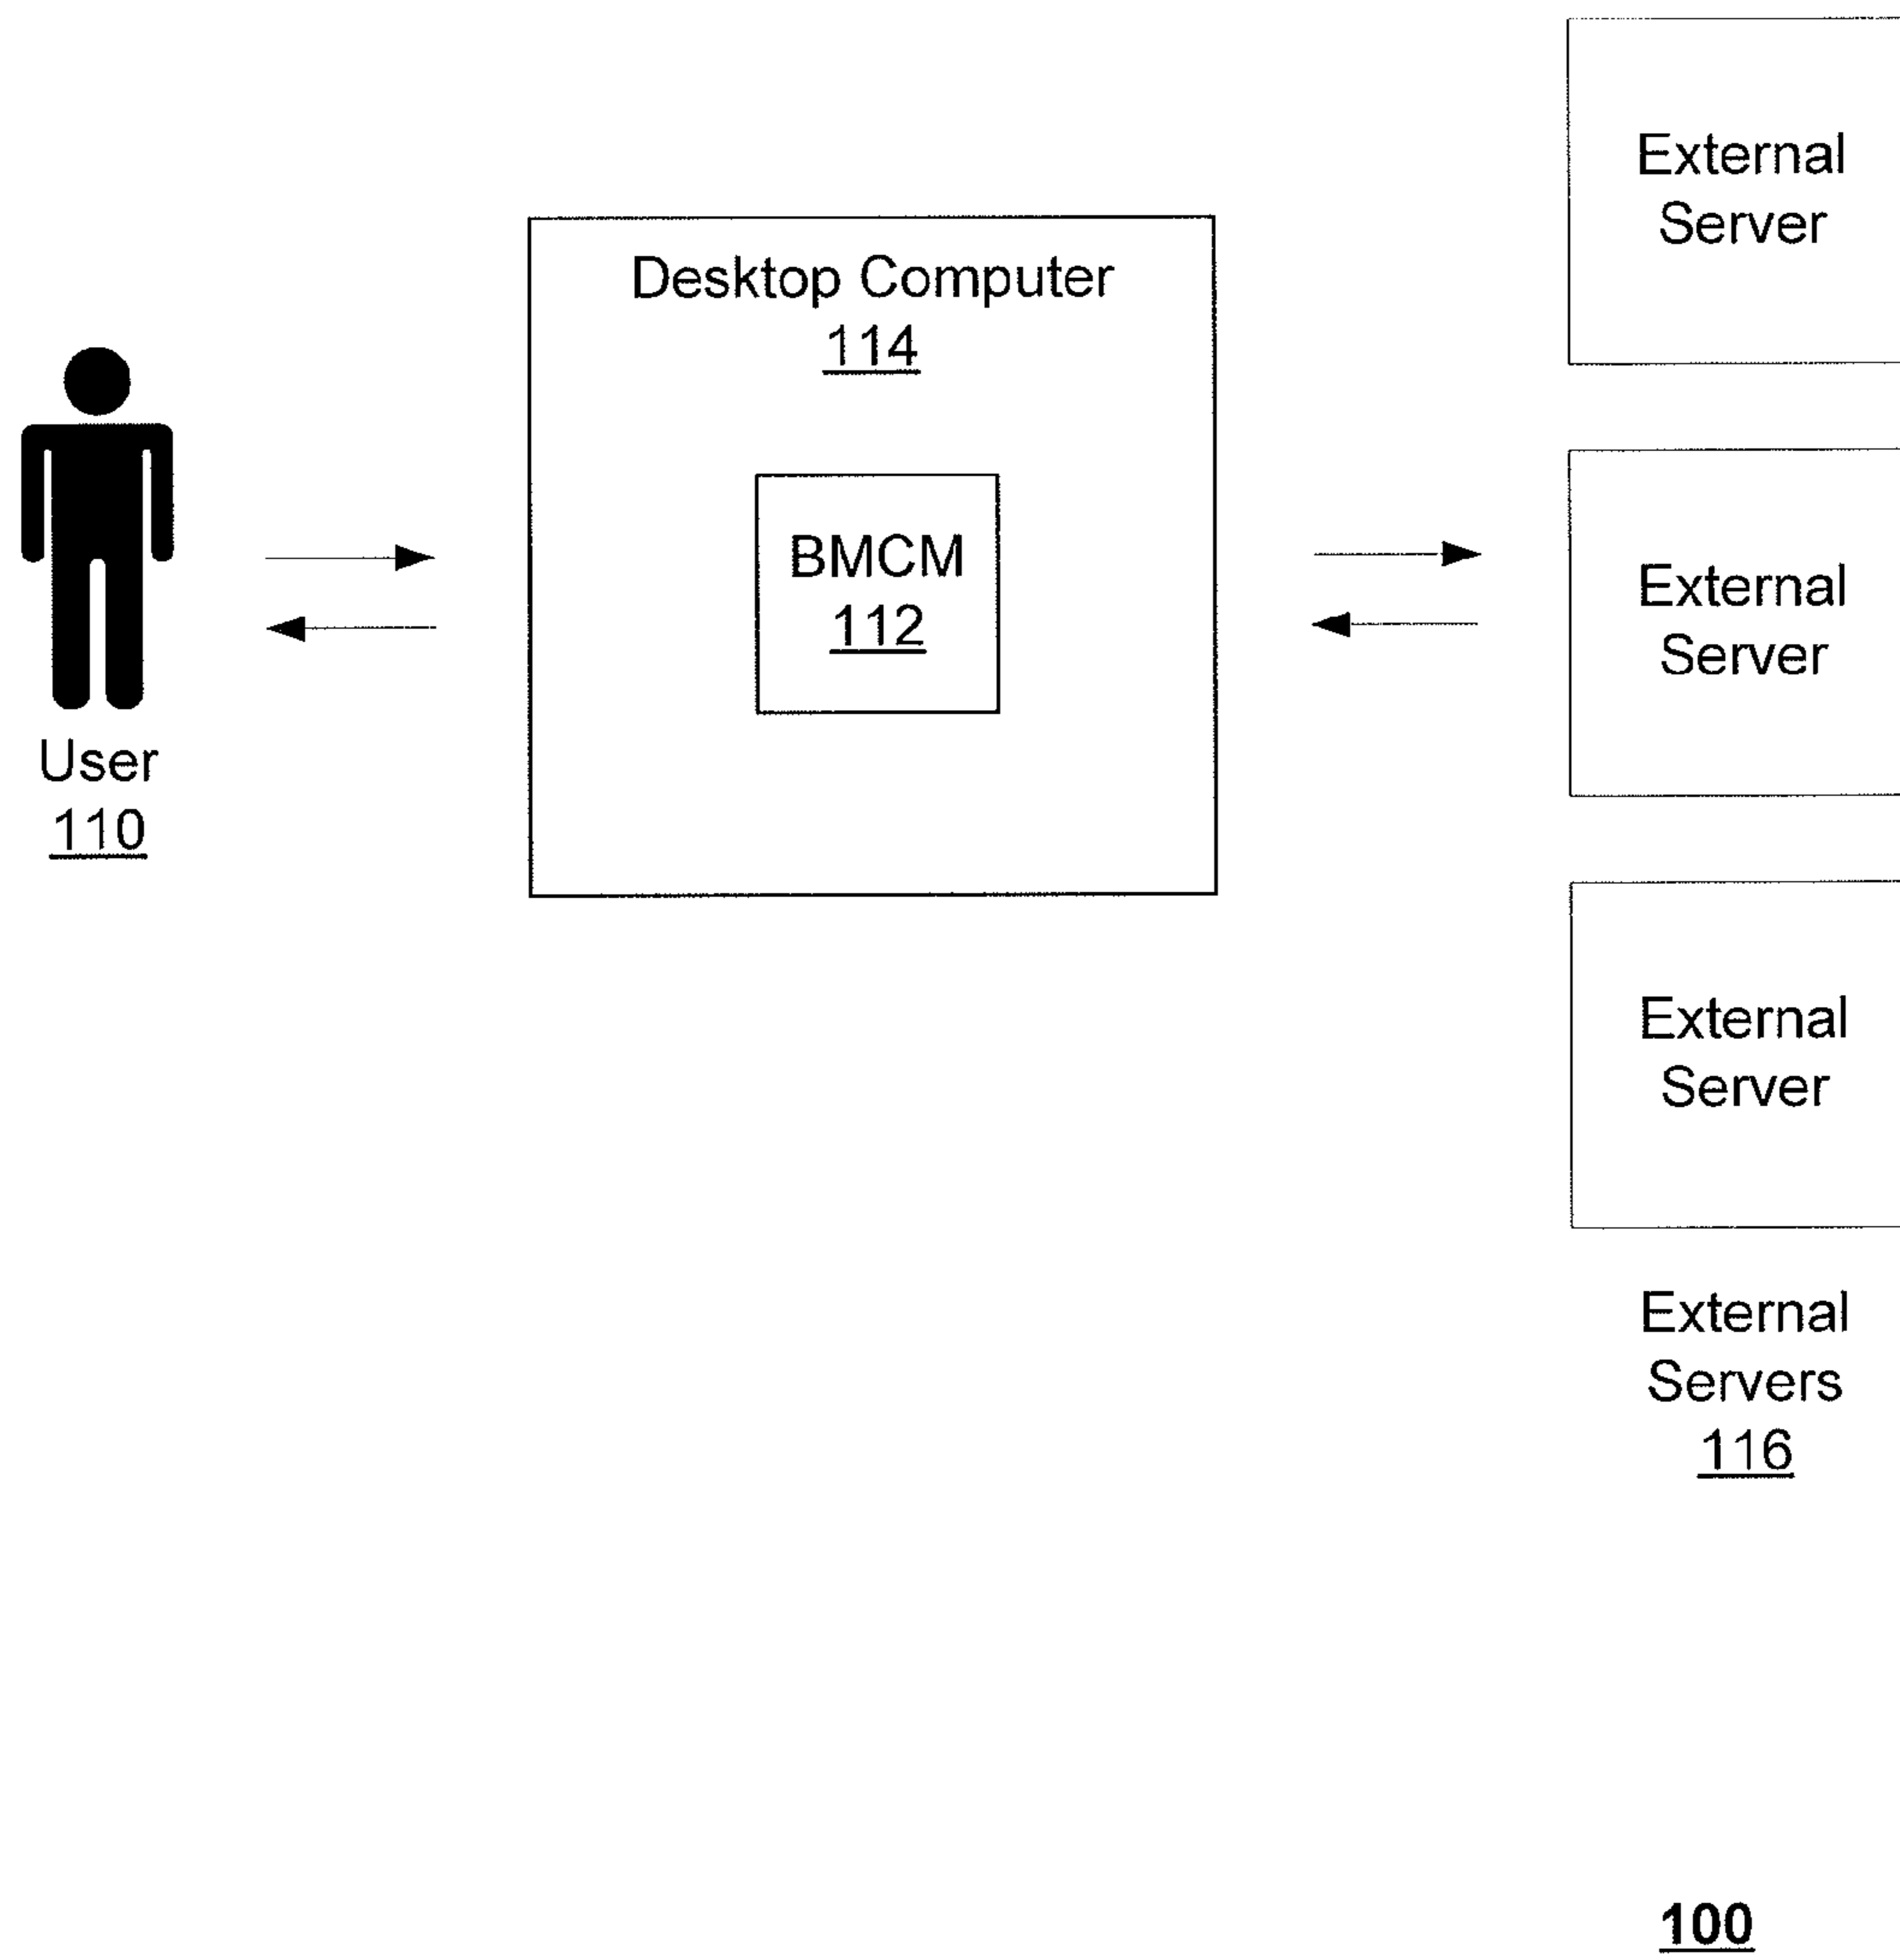 External
Server
Desktop Computer
114
BMCM
112
User
110
External
Server
External
Server
External
Servers
116
100